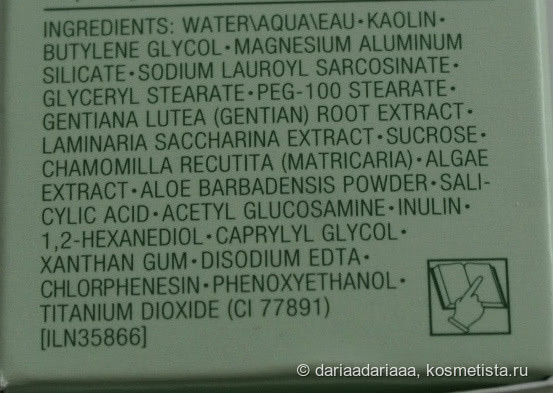 INGREDIENTS: WATER\AQUA\EAU•KAOLIN•
BUTYLENE GLYCOL•MAGNESIUM ALUMINUM
SILICATE•SODIUM LAUROYL SARCOSINATE•
GLYCERYL STEARATE•PEG-100 STEARATE•
GENTIANA LUTEA (GENTIAN) ROOT EXTRACT•
LAMINARIA SACCHARINA EXTRACT•SUCROSE•
CHAMOMILLA RECUTITA (MATRICARIA)•ALGAE
EXTRACT•ALOE BARBADENSIS POWDER•SALI-
CYLIC ACID•ACETYL GLUCOSAMINE•INULIN•
1,2-HEXANEDIOL•CAPRYLYL GLYCOL•
XANTHAN GUM•DISODIUM EDTA•
CHLORPHENESIN•PHENOXYETHANOL•
TITANIUM DIOXIDE (CI 77891)
[ILN35866]
© dariaadariaaa, kosmetista.ru